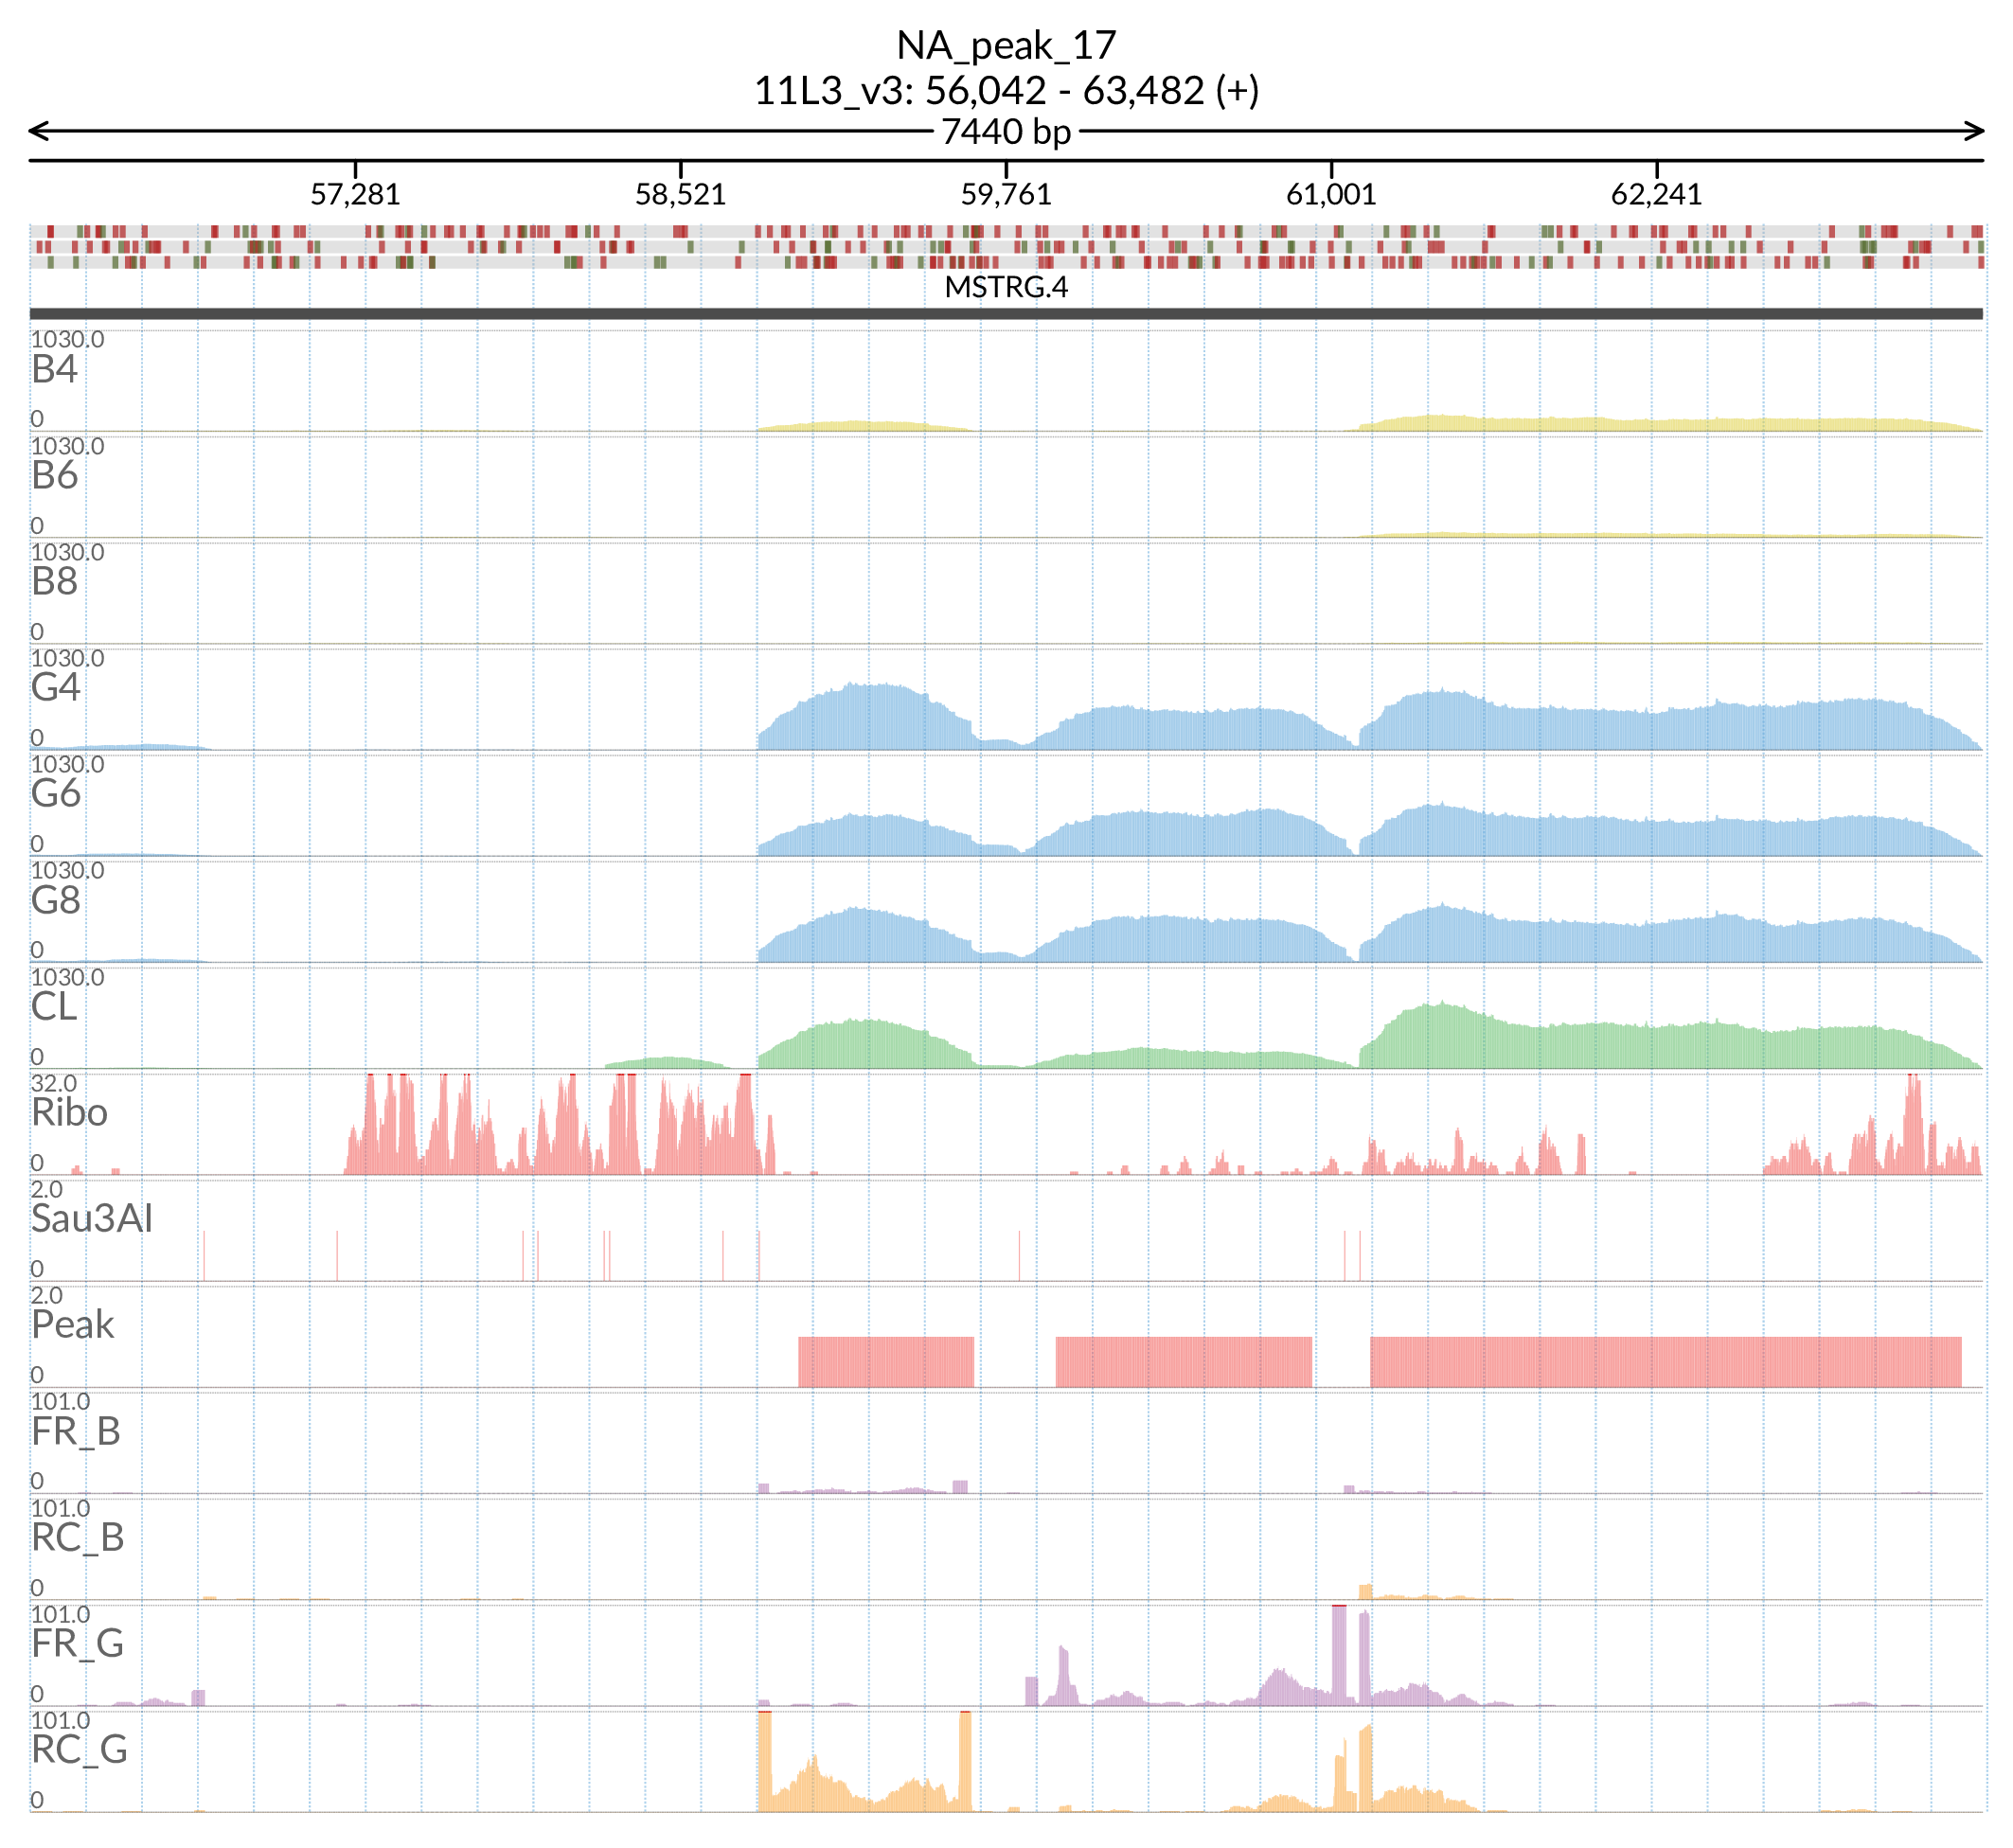 NA_peak_17
11L3_v3: 56,042 - 63,482 (+)
7440 bp
57,281 58,521 59,761 61,001 62,241
MSTRG.4
1030.0
B4
0
1030.0
B6
0
1030.0
B8
0
1030.0
G4
0
1030.0
G6
0
1030.0
G8
0
1030.0
CL
0
32.0
Ribo
0
2.0
Sau3AI
0
2.0
Peak
0
101.0
FR_B
0
101.0
RC_B
0
101.0
FR_G
0
101.0
RC_G
0